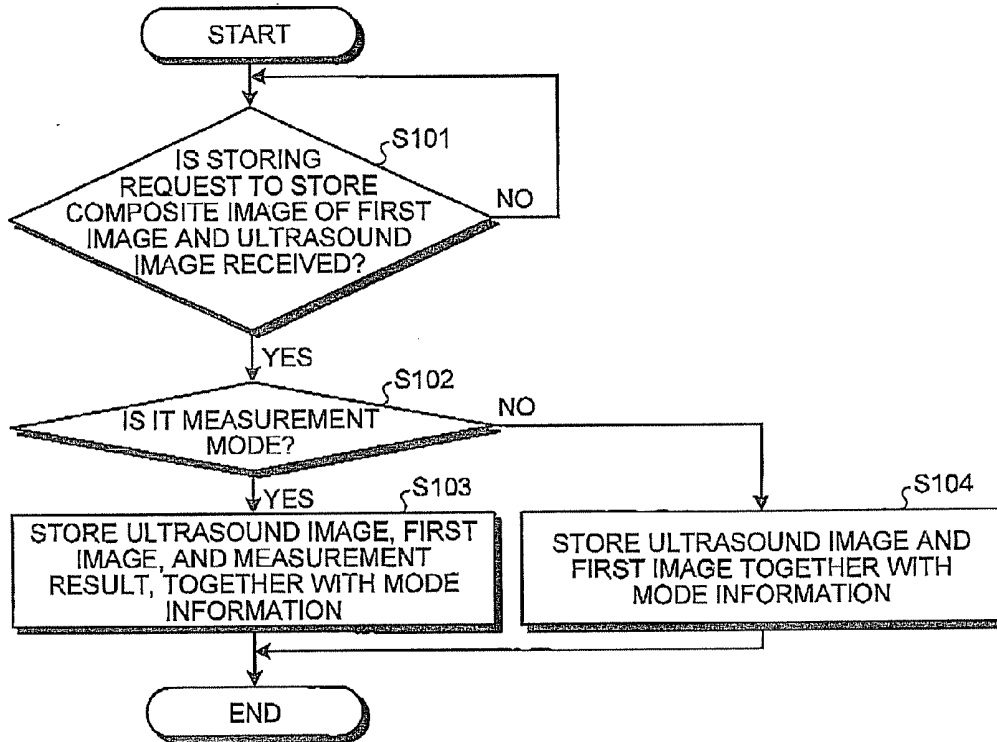 START
S101
IS STORING
REQUEST TO STORE
COMPOSITE IMAGE OF FIRST
IMAGE AND ULTRASOUND
IMAGE RECEIVED?
NO
YES
S102
IS IT MEASUREMENT
MODE?
NO
YES
S103
STORE ULTRASOUND IMAGE, FIRST
IMAGE, AND MEASUREMENT
RESULT, TOGETHER WITH MODE
INFORMATION
S104
STORE ULTRASOUND IMAGE AND
FIRST IMAGE TOGETHER WITH
MODE INFORMATION
END